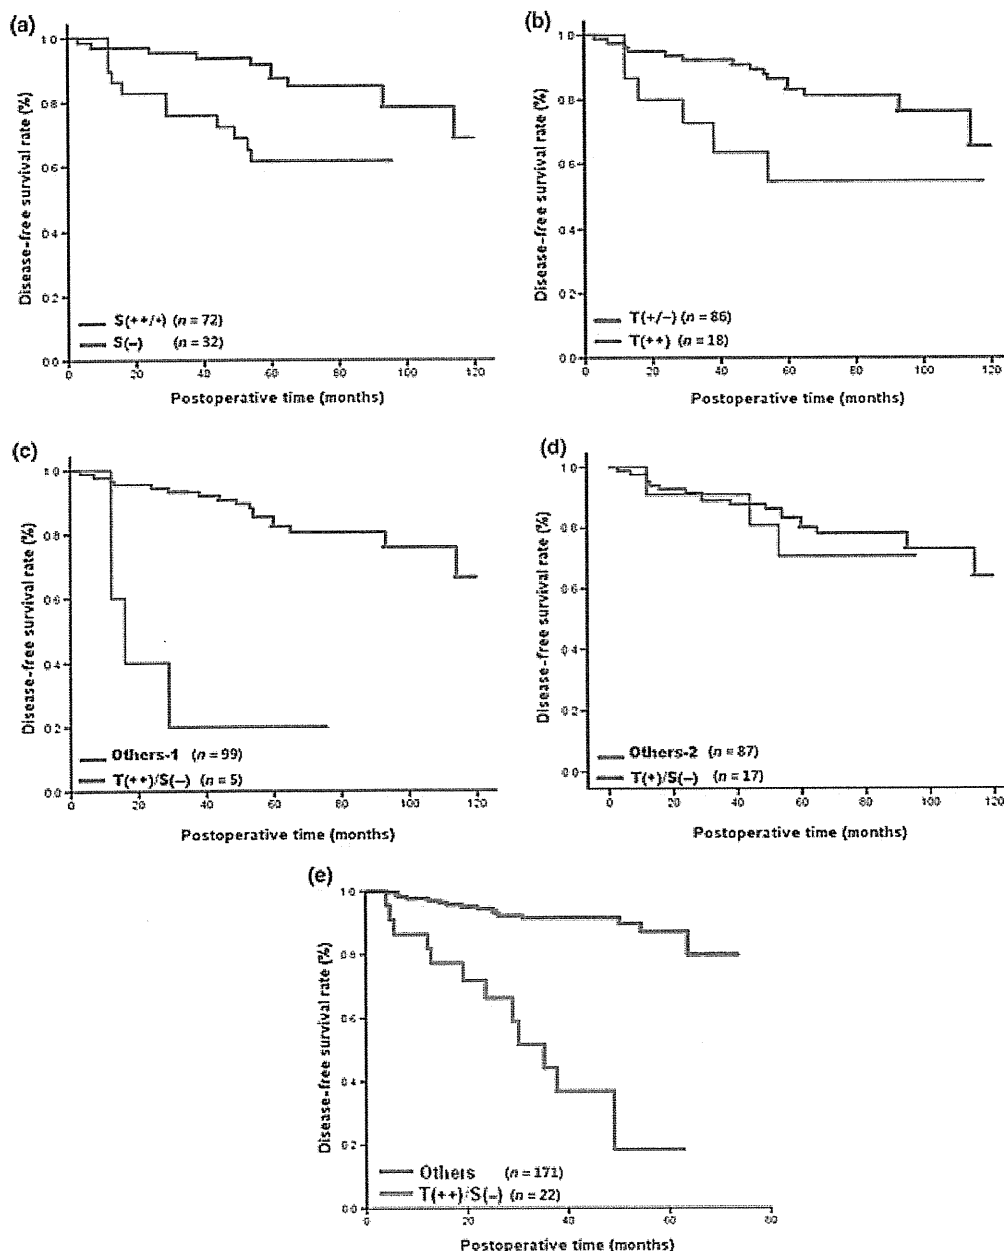 (a)
Disease-free survival rate (%)
1.0
0.8
0.6
0.4
0.2
0.0
S(++/+) (n = 72)
S(−) (n = 32)
0 20 40 60 80 100 120
Postoperative time (months)
(b)
Disease-free survival rate (%)
1.0
0.8
0.6
0.4
0.2
0.0
T(+/−) (n = 86)
T(++) (n = 18)
0 20 40 60 80 100 120
Postoperative time (months)
(c)
Disease-free survival rate (%)
1.0
0.8
0.6
0.4
0.2
0.0
Others-1 (n = 99)
T(++)/S(−) (n = 5)
0 20 40 60 80 100 120
Postoperative time (months)
(d)
Disease-free survival rate (%)
1.0
0.8
0.6
0.4
0.2
0.0
Others-2 (n = 87)
T(+)/S(−) (n = 17)
0 20 40 60 80 100 120
Postoperative time (months)
(e)
Disease-free survival rate (%)
1.0
0.8
0.6
0.4
0.2
0.0
Others (n = 171)
T(++)/S(−) (n = 22)
0 20 40 60 80
Postoperative time (months)